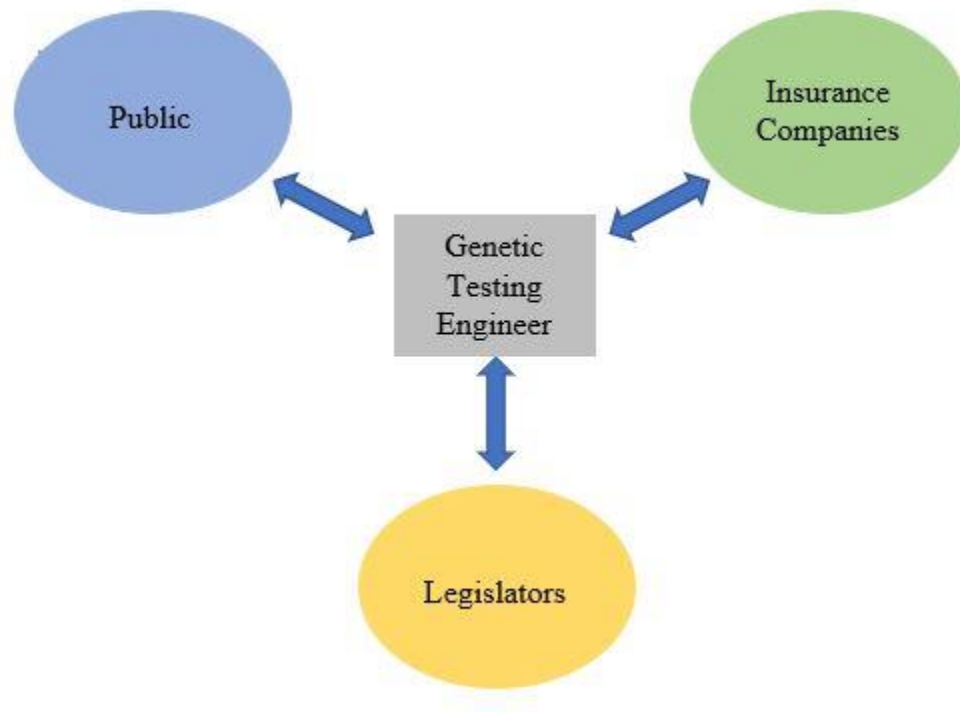 Public
Insurance
Companies
Genetic
Testing
Engineer
Legislators